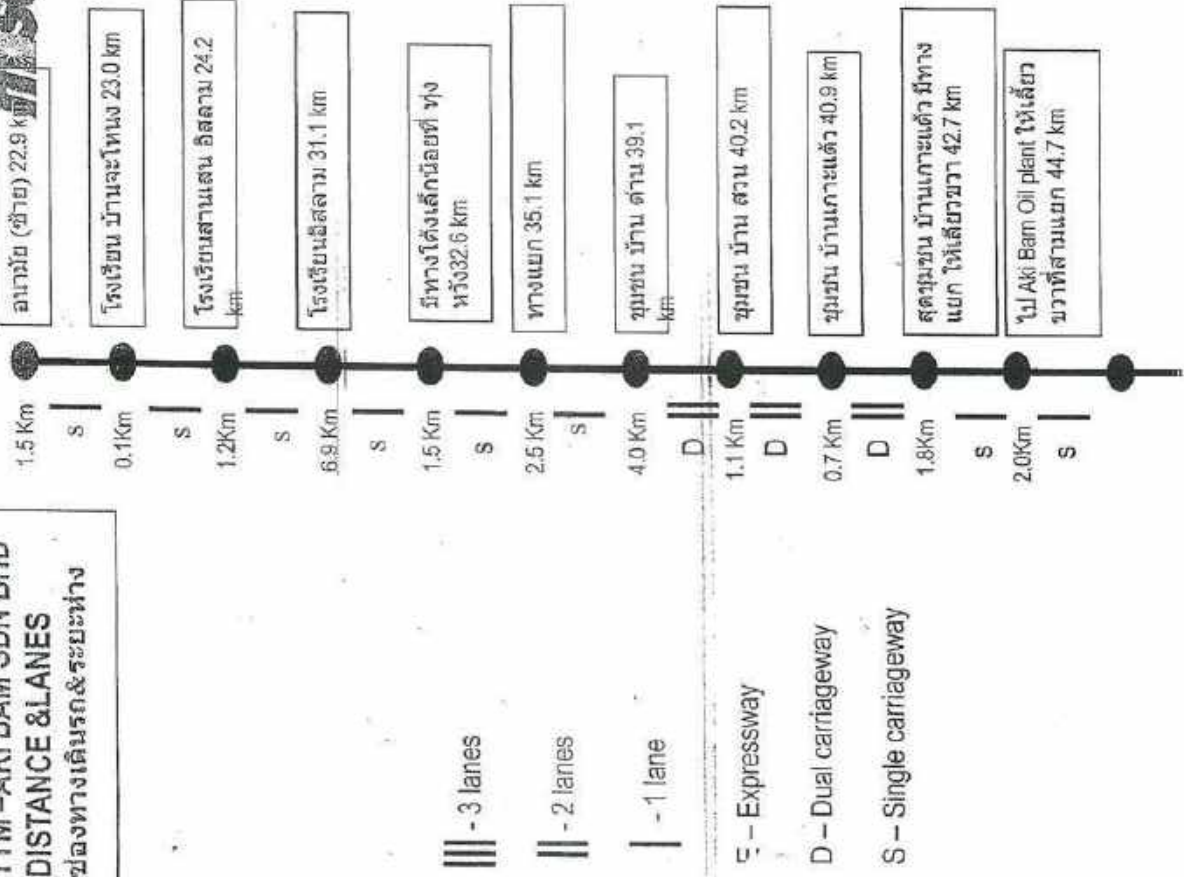 DISTANCE &LANES
ช่องทางเดินรถ&ระยะห่าง
- 3 lanes
- 2 lanes
- 1 lane
– Expressway
D – Dual carriageway
S – Single carriageway
1.5 Km
อนามัย (ซ้าย) 22.9 km
S
0.1Km
โรงเรียน บ้านจะโหนง 23.0 km
S
1.2Km
โรงเรียนสานเสน อิสลาม 24.2
km
S
6.9 Km
โรงเรียนอิสลาม 31.1 km
S
1.5 Km
มีทางโค้งเล็กน้อยที่ ทุ่ง
หวัง32.6 km
S
2.5 Km
ทางแยก 35.1 km
S
4.0 Km
ชุมชน บ้าน ด่าน 39.1
km
D
1.1 Km
ชุมชน บ้าน สวน 40.2 km
D
0.7 Km
ชุมชน บ้านเกาะแต้ว 40.9 km
D
1.8Km
สุดชุมชน บ้านเกาะแต้ว มีทาง
แยก ให้เลี้ยวขวา 42.7 km
S
2.0Km
ไป Aki Bam Oil plant ให้เลี้ยว
ขวาที่สามแยก 44.7 km
S